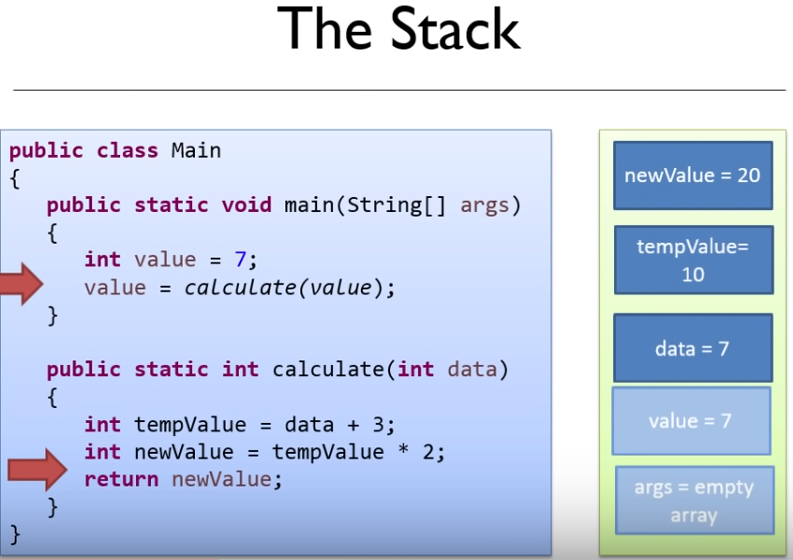 The Stack
public class Main
{
public static void main(String[] args)
{
int value = 7;
value = calculate(value);
}
public static int calculate(int data)
{
int tempValue = data + 3;
int newValue = tempValue * 2;
return newValue;
}
}
newValue = 20
tempValue=
10
data = 7
value = 7
args = empty
array